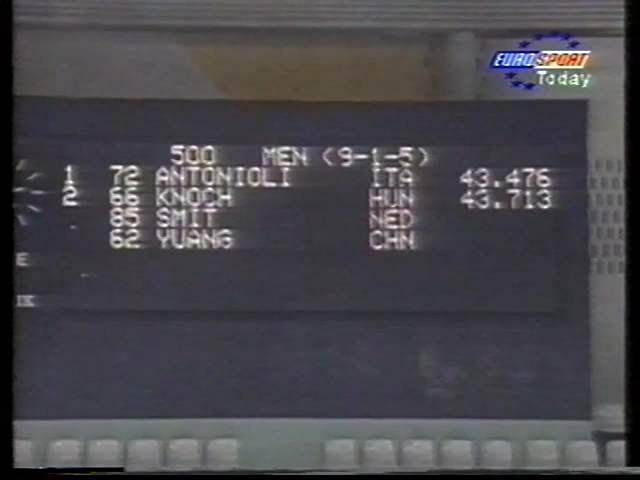 EUROSPORT
Today
500 MEN (9-1-5)
1 72 ANTONIOLI ITA 43.476
2 66 KNOCH HUN 43.713
85 SMIT NED
62 YUANG CHN
E
IK